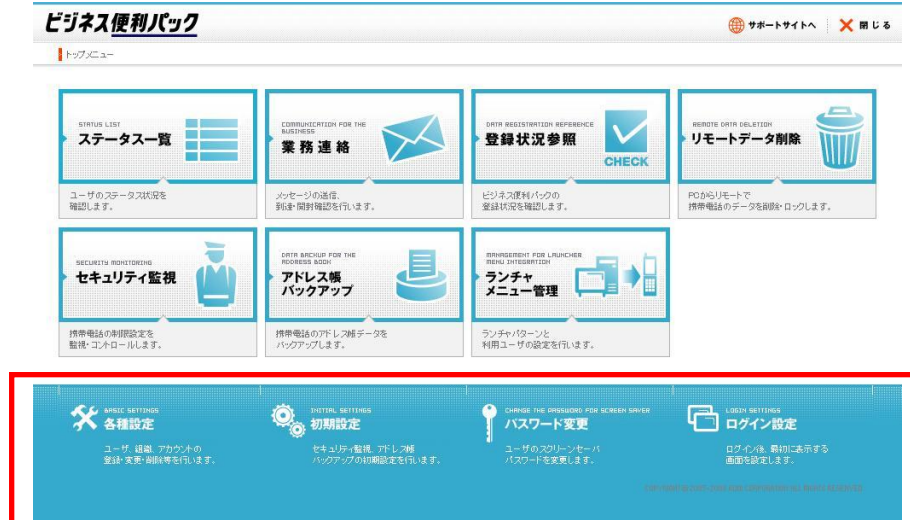 ビジネス便利パック
サポートサイトへ
閉じる
トップメニュー
STATUS LIST
ステータス一覧
ユーザのステータス状況を
確認します。
COMMUNICATION FOR THE
BUSINESS
業務連絡
メッセージの送信、
到達・開封確認を行います。
DATA REGISTRATION REFERENCE
登録状況参照
CHECK
ビジネス便利パックの
登録状況を確認します。
REMOTE DATA DELETION
リモートデータ削除
PCからリモートで
携帯電話のデータを削除・ロックします。
SECURITY MONITORING
セキュリティ監視
携帯電話の制限設定を
監視・コントロールします。
DATA BACKUP FOR THE
ADDRESS BOOK
アドレス帳
バックアップ
携帯電話のアドレス帳データを
バックアップします。
MANAGEMENT FOR LAUNCHER
MENU INTEGRATION
ランチャ
メニュー管理
ランチャパターンと
利用ユーザの設定を行います。
BASIC SETTINGS
各種設定
ユーザ、組織、アカウントの
登録・変更・削除等を行います。
INITIAL SETTINGS
初期設定
セキュリティ監視、アドレス帳
バックアップの初期設定を行います。
CHANGE THE PASSWORD FOR SCREEN SAVER
パスワード変更
ユーザのスクリーンセーバ
パスワードを変更します。
LOGIN SETTINGS
ログイン設定
ログイン後、最初に表示する
画面を設定します。